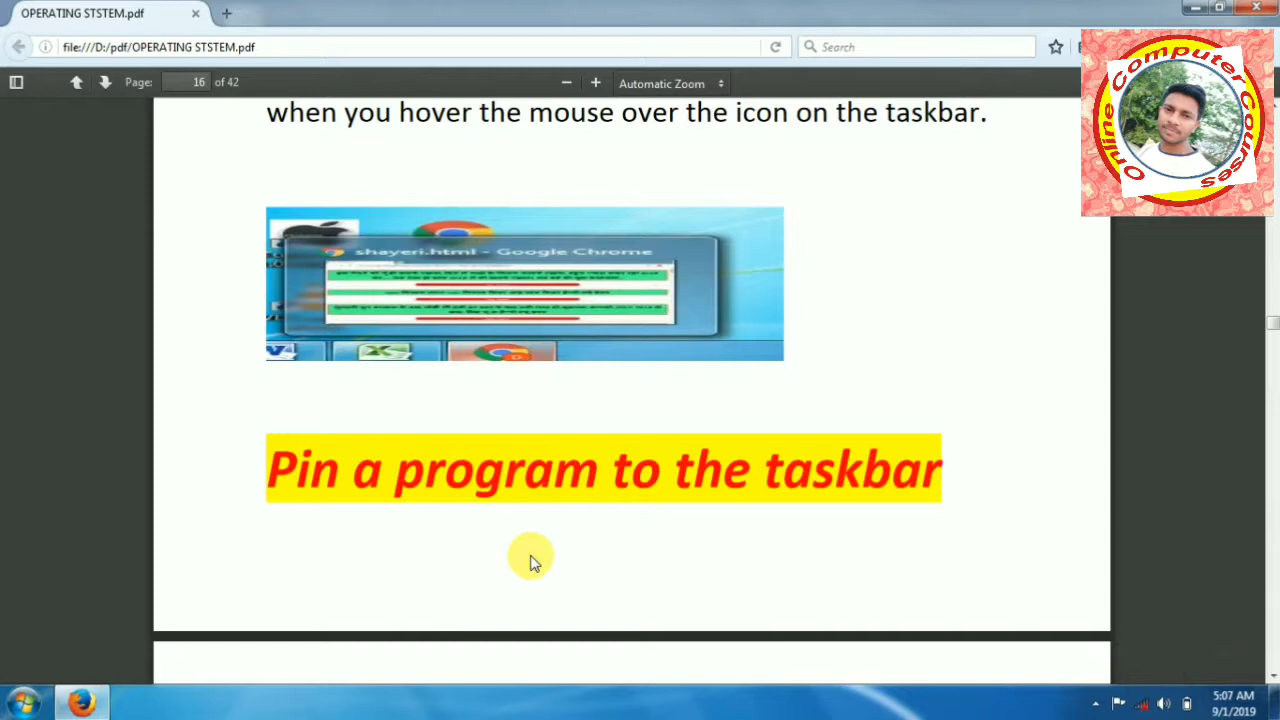 OPERATING STSTEM.pdf
file:///D:/pdf/OPERATING STSTEM.pdf
Search
Page: 16 of 42
Automatic Zoom
Online Computer Courses
when you hover the mouse over the icon on the taskbar.
shayeri.html - Google Chrome
Pin a program to the taskbar
5:07 AM
9/1/2019